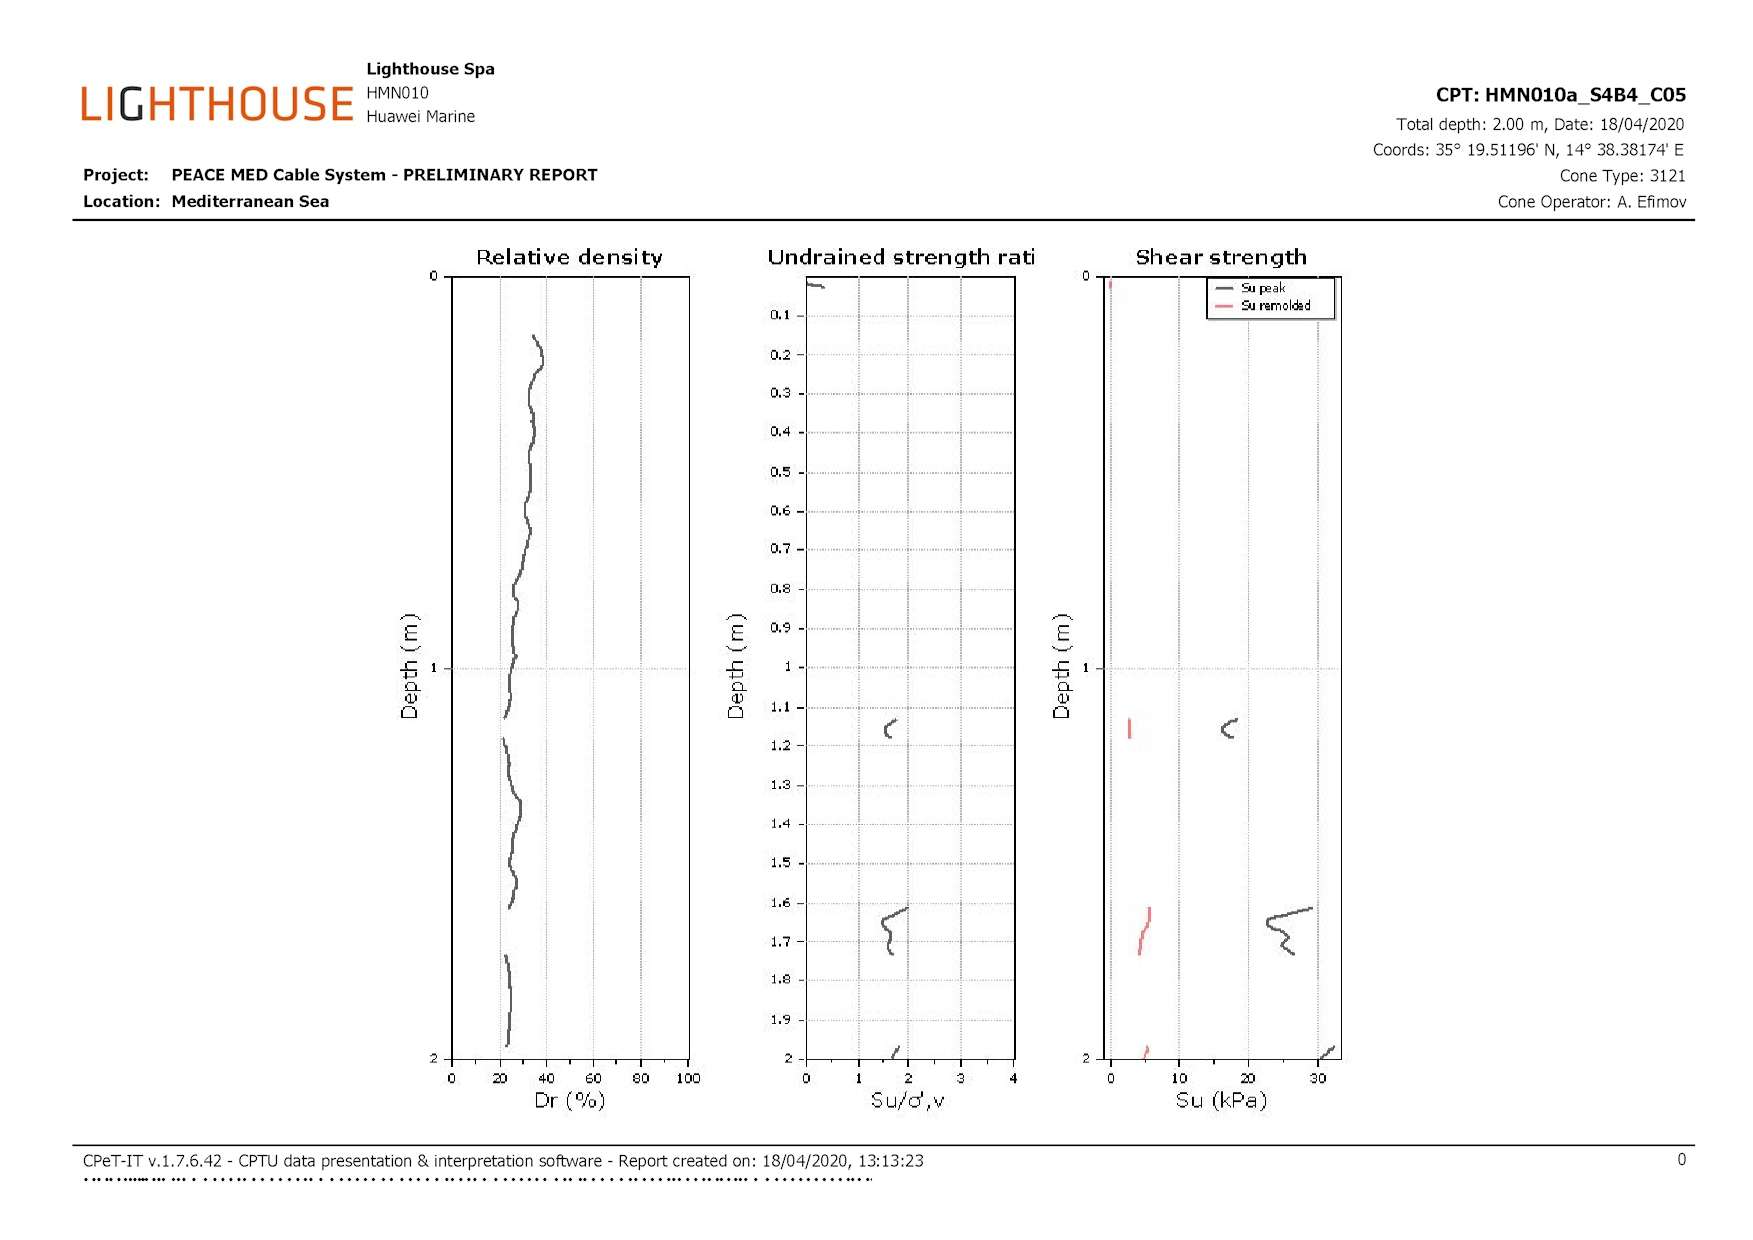 LIGHTHOUSE
Lighthouse Spa
HMN010
Huawei Marine
CPT: HMN010a_S4B4_C05
Total depth: 2.00 m, Date: 18/04/2020
Coords: 35° 19.51196' N, 14° 38.38174' E
Cone Type: 3121
Cone Operator: A. Efimov
Project: PEACE MED Cable System - PRELIMINARY REPORT
Location: Mediterranean Sea
Relative density
0
1
2
Depth (m)
0 20 40 60 80 100
Dr (%)
Undrained strength rati
0.1
0.2
0.3
0.4
0.5
0.6
0.7
0.8
0.9
1
1.1
1.2
1.3
1.4
1.5
1.6
1.7
1.8
1.9
2
Depth (m)
0 1 2 3 4
Su/σ',v
Shear strength
Su peak
Su remolded
0
1
2
Depth (m)
0 10 20 30
Su (kPa)
CPeT-IT v.1.7.6.42 - CPTU data presentation & interpretation software - Report created on: 18/04/2020, 13:13:23
0